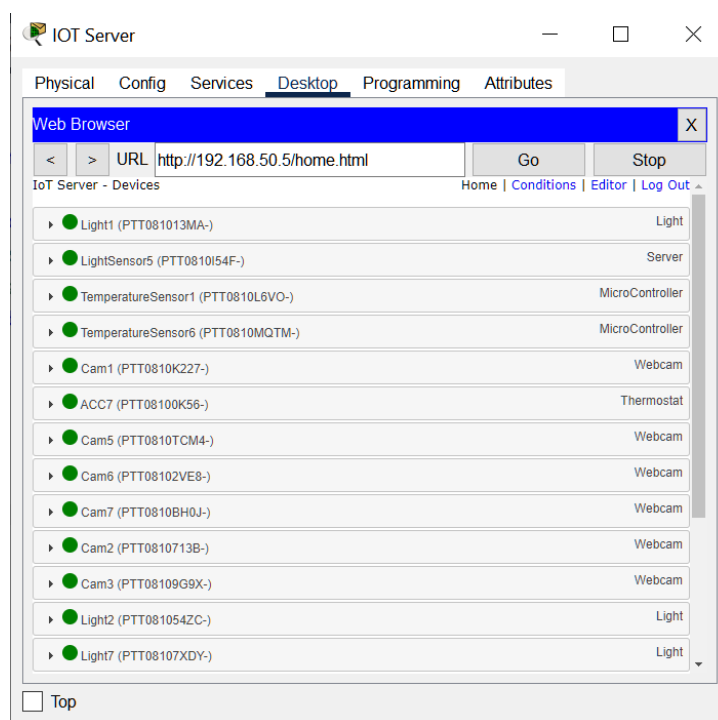 IOT Server
Physical Config Services Desktop Programming Attributes
Web Browser X
< > URL http://192.168.50.5/home.html Go Stop
IoT Server - Devices Home | Conditions | Editor | Log Out
Light1 (PTT081013MA-) Light
LightSensor5 (PTT0810I54F-) Server
TemperatureSensor1 (PTT0810L6VO-) MicroController
TemperatureSensor6 (PTT0810MQTM-) MicroController
Cam1 (PTT0810K227-) Webcam
ACC7 (PTT08100K56-) Thermostat
Cam5 (PTT0810TCM4-) Webcam
Cam6 (PTT08102VE8-) Webcam
Cam7 (PTT0810BH0J-) Webcam
Cam2 (PTT0810713B-) Webcam
Cam3 (PTT08109G9X-) Webcam
Light2 (PTT081054ZC-) Light
Light7 (PTT08107XDY-) Light
Top